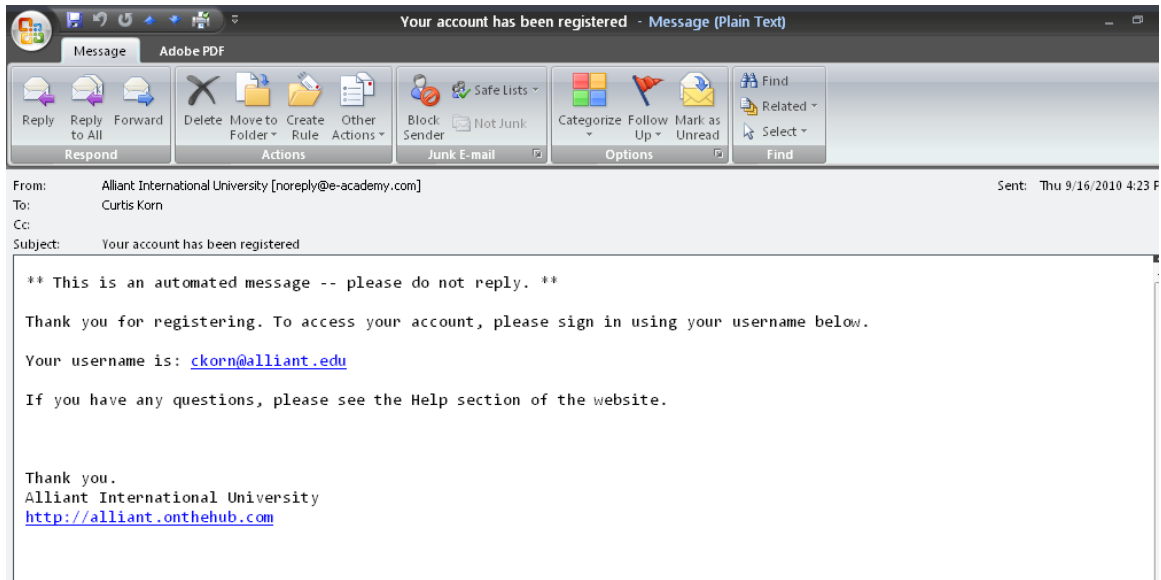 Your account has been registered - Message (Plain Text)
Message Adobe PDF
Reply Reply to All Forward
Respond
Delete Move to Folder Create Rule Other Actions
Actions
Block Sender Safe Lists Not Junk
Junk E-mail
Categorize Follow Up Mark as Unread
Options
Find
Related
Select
Find
From: Alliant International University [noreply@e-academy.com] Sent: Thu 9/16/2010 4:23 P
To: Curtis Korn
Cc:
Subject: Your account has been registered
** This is an automated message -- please do not reply. **
Thank you for registering. To access your account, please sign in using your username below.
Your username is: ckorn@alliant.edu
If you have any questions, please see the Help section of the website.
Thank you.
Alliant International University
http://alliant.onthehub.com